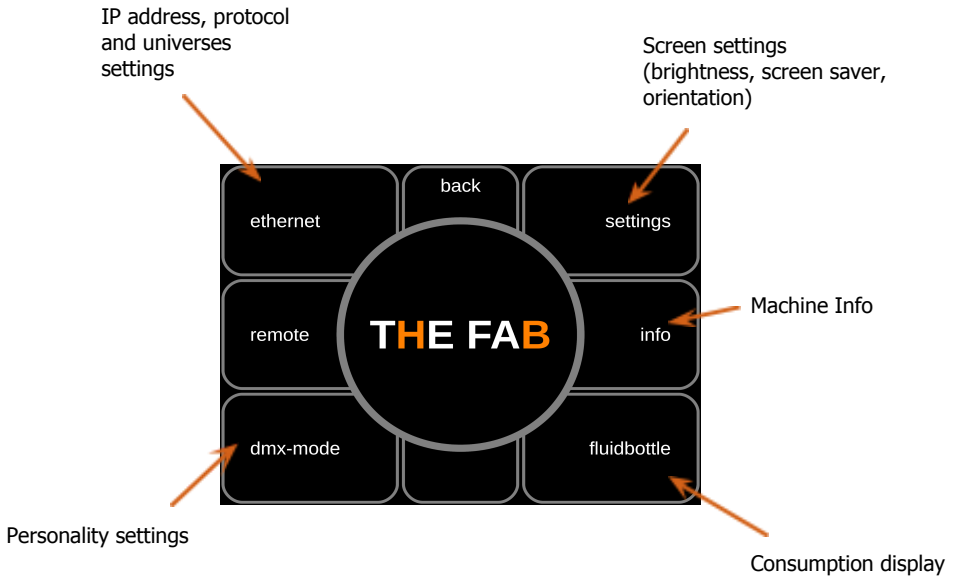 IP address, protocol
and universes
settings
Screen settings
(brightness, screen saver,
orientation)
back
ethernet
settings
Machine Info
remote
THE FAB
info
dmx-mode
fluidbottle
Personality settings
Consumption display